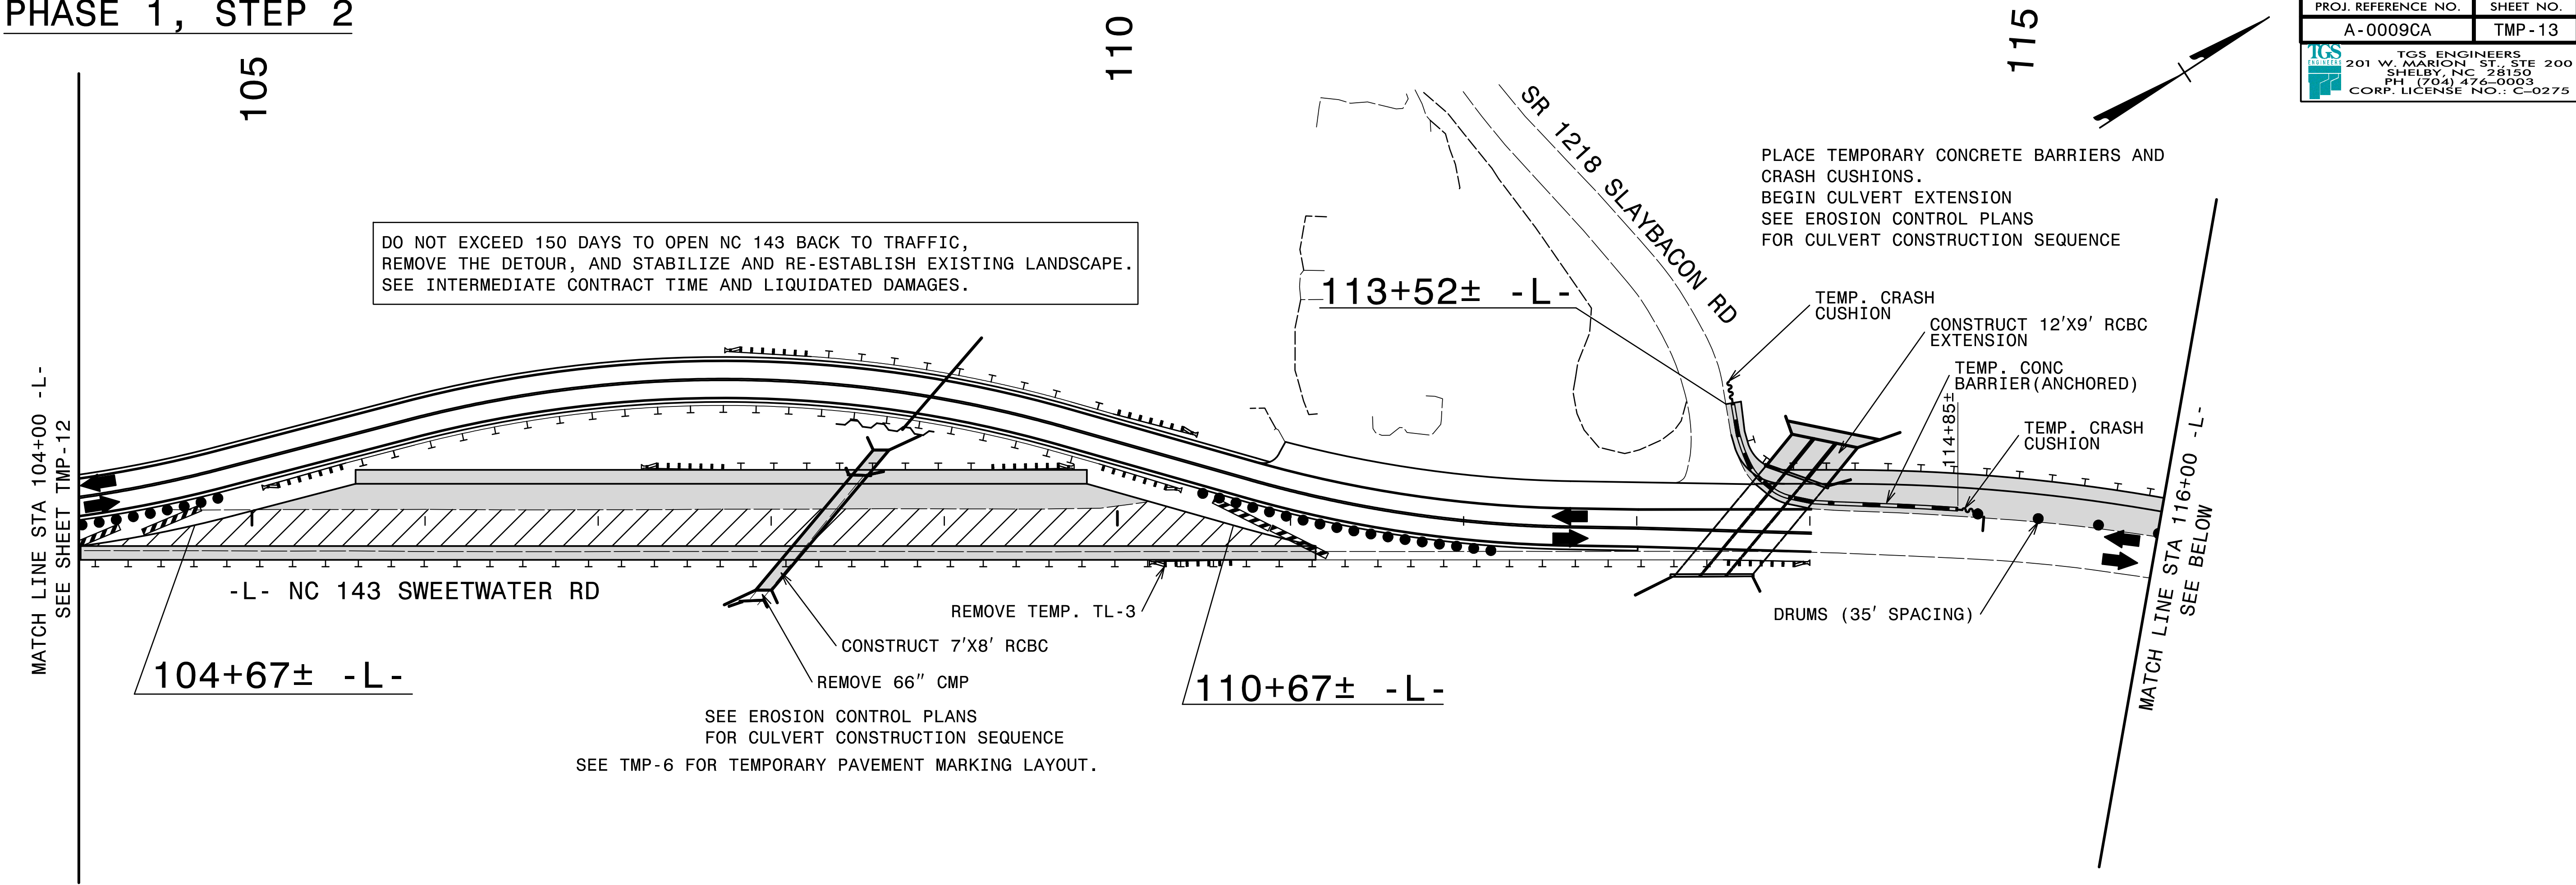 PHASE 1, STEP 2
105
110
115
PROJ. REFERENCE NO.
SHEET NO.
A-0009CA
TMP-13
TGS
ENGINEERS
TGS ENGINEERS
201 W. MARION ST., STE 200
SHELBY, NC 28150
PH (704) 476-0003
CORP. LICENSE NO.: C-0275
SR 1218 SLAYBACON RD
PLACE TEMPORARY CONCRETE BARRIERS AND
CRASH CUSHIONS.
BEGIN CULVERT EXTENSION
SEE EROSION CONTROL PLANS
FOR CULVERT CONSTRUCTION SEQUENCE
DO NOT EXCEED 150 DAYS TO OPEN NC 143 BACK TO TRAFFIC,
REMOVE THE DETOUR, AND STABILIZE AND RE-ESTABLISH EXISTING LANDSCAPE.
SEE INTERMEDIATE CONTRACT TIME AND LIQUIDATED DAMAGES.
113+52± -L-
TEMP. CRASH
CUSHION
CONSTRUCT 12'X9' RCBC
EXTENSION
TEMP. CONC
BARRIER(ANCHORED)
114+85±
TEMP. CRASH
CUSHION
MATCH LINE STA 104+00 -L-
SEE SHEET TMP-12
MATCH LINE STA 116+00 -L-
SEE BELOW
-L- NC 143 SWEETWATER RD
REMOVE TEMP. TL-3
DRUMS (35' SPACING)
CONSTRUCT 7'X8' RCBC
104+67± -L-
REMOVE 66" CMP
110+67± -L-
SEE EROSION CONTROL PLANS
FOR CULVERT CONSTRUCTION SEQUENCE
SEE TMP-6 FOR TEMPORARY PAVEMENT MARKING LAYOUT.